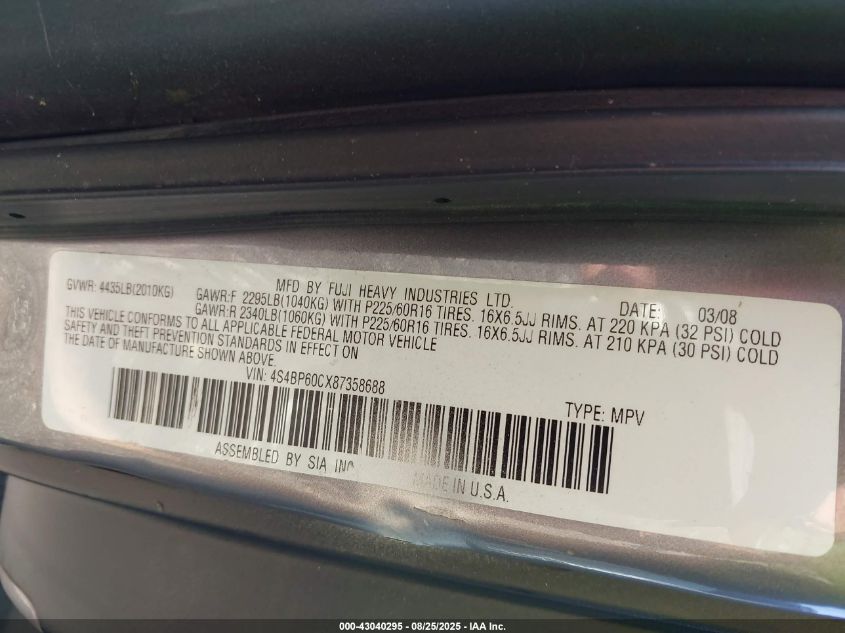 MFD BY FUJI HEAVY INDUSTRIES LTD. DATE: 03/08
GVWR: 4435LB(2010KG) GAWR:F 2295LB(1040KG) WITH P225/60R16 TIRES. 16X6.5JJ RIMS. AT 220 KPA (32 PSI) COLD
GAWR:R 2340LB(1060KG) WITH P225/60R16 TIRES. 16X6.5JJ RIMS. AT 210 KPA (30 PSI) COLD
THIS VEHICLE CONFORMS TO ALL APPLICABLE FEDERAL MOTOR VEHICLE
SAFETY AND THEFT PREVENTION STANDARDS IN EFFECT ON
THE DATE OF MANUFACTURE SHOWN ABOVE.
VIN: 4S4BP60CX87358688 TYPE: MPV
ASSEMBLED BY SIA INC MADE IN U.S.A.
000-43040295 - 08/25/2025 - IAA Inc.